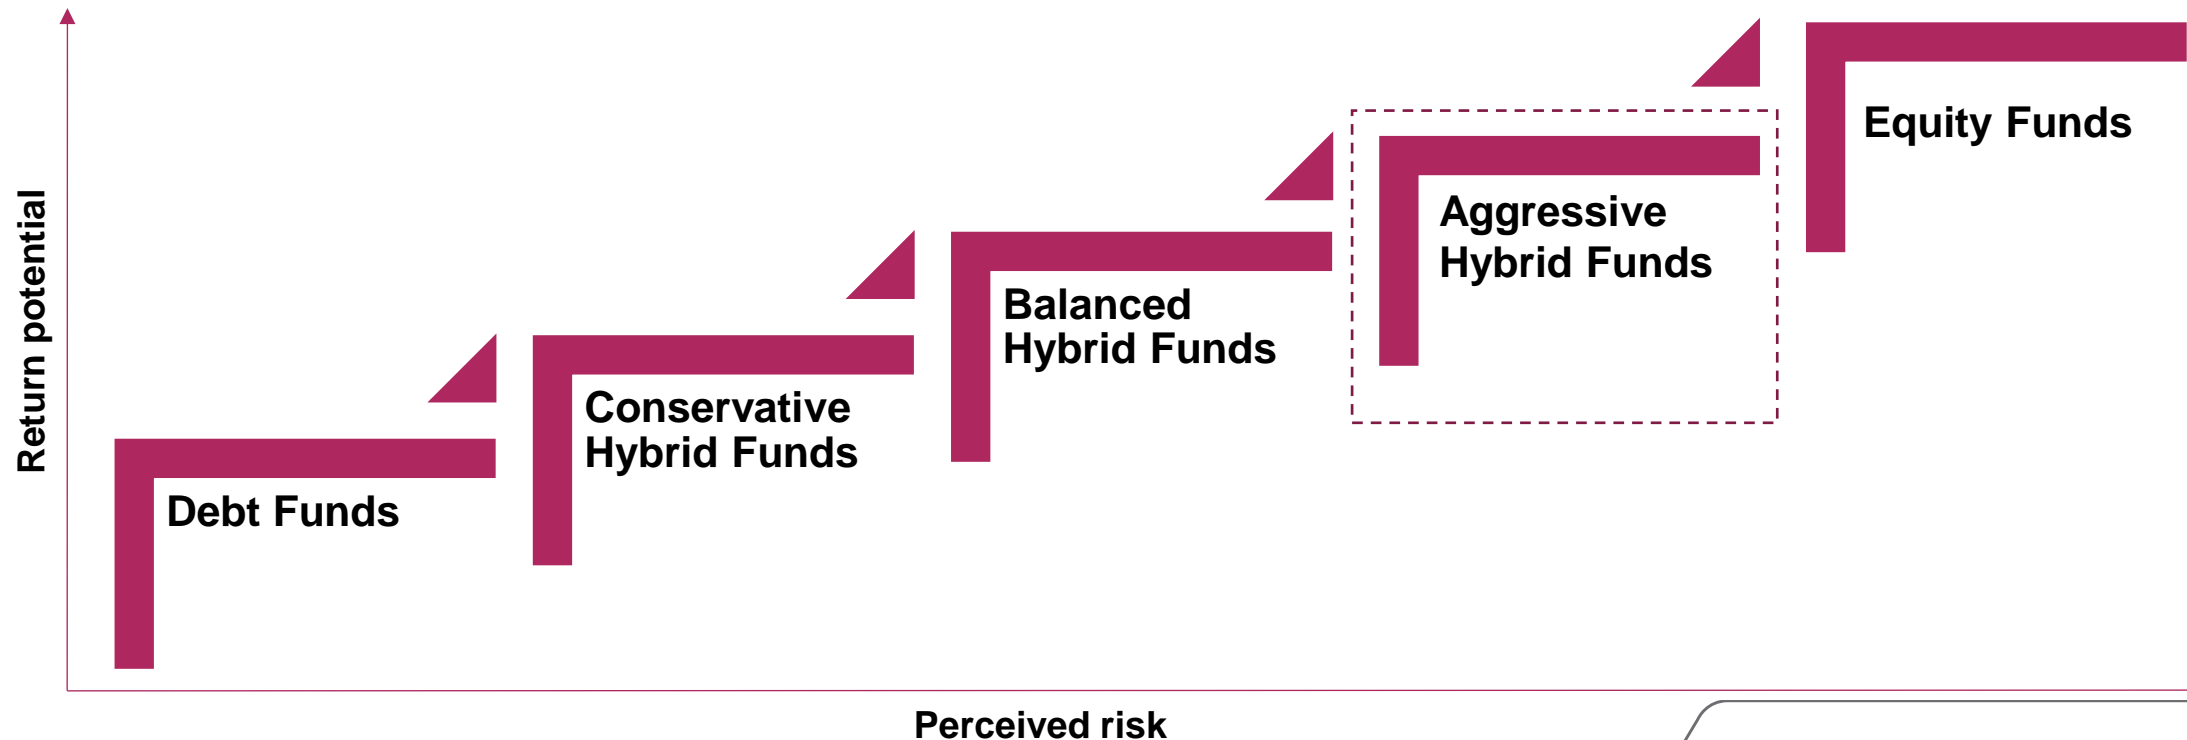 Return potential
Equity Funds
Aggressive
Hybrid Funds
Balanced
Hybrid Funds
Conservative
Hybrid Funds
Debt Funds
Perceived risk